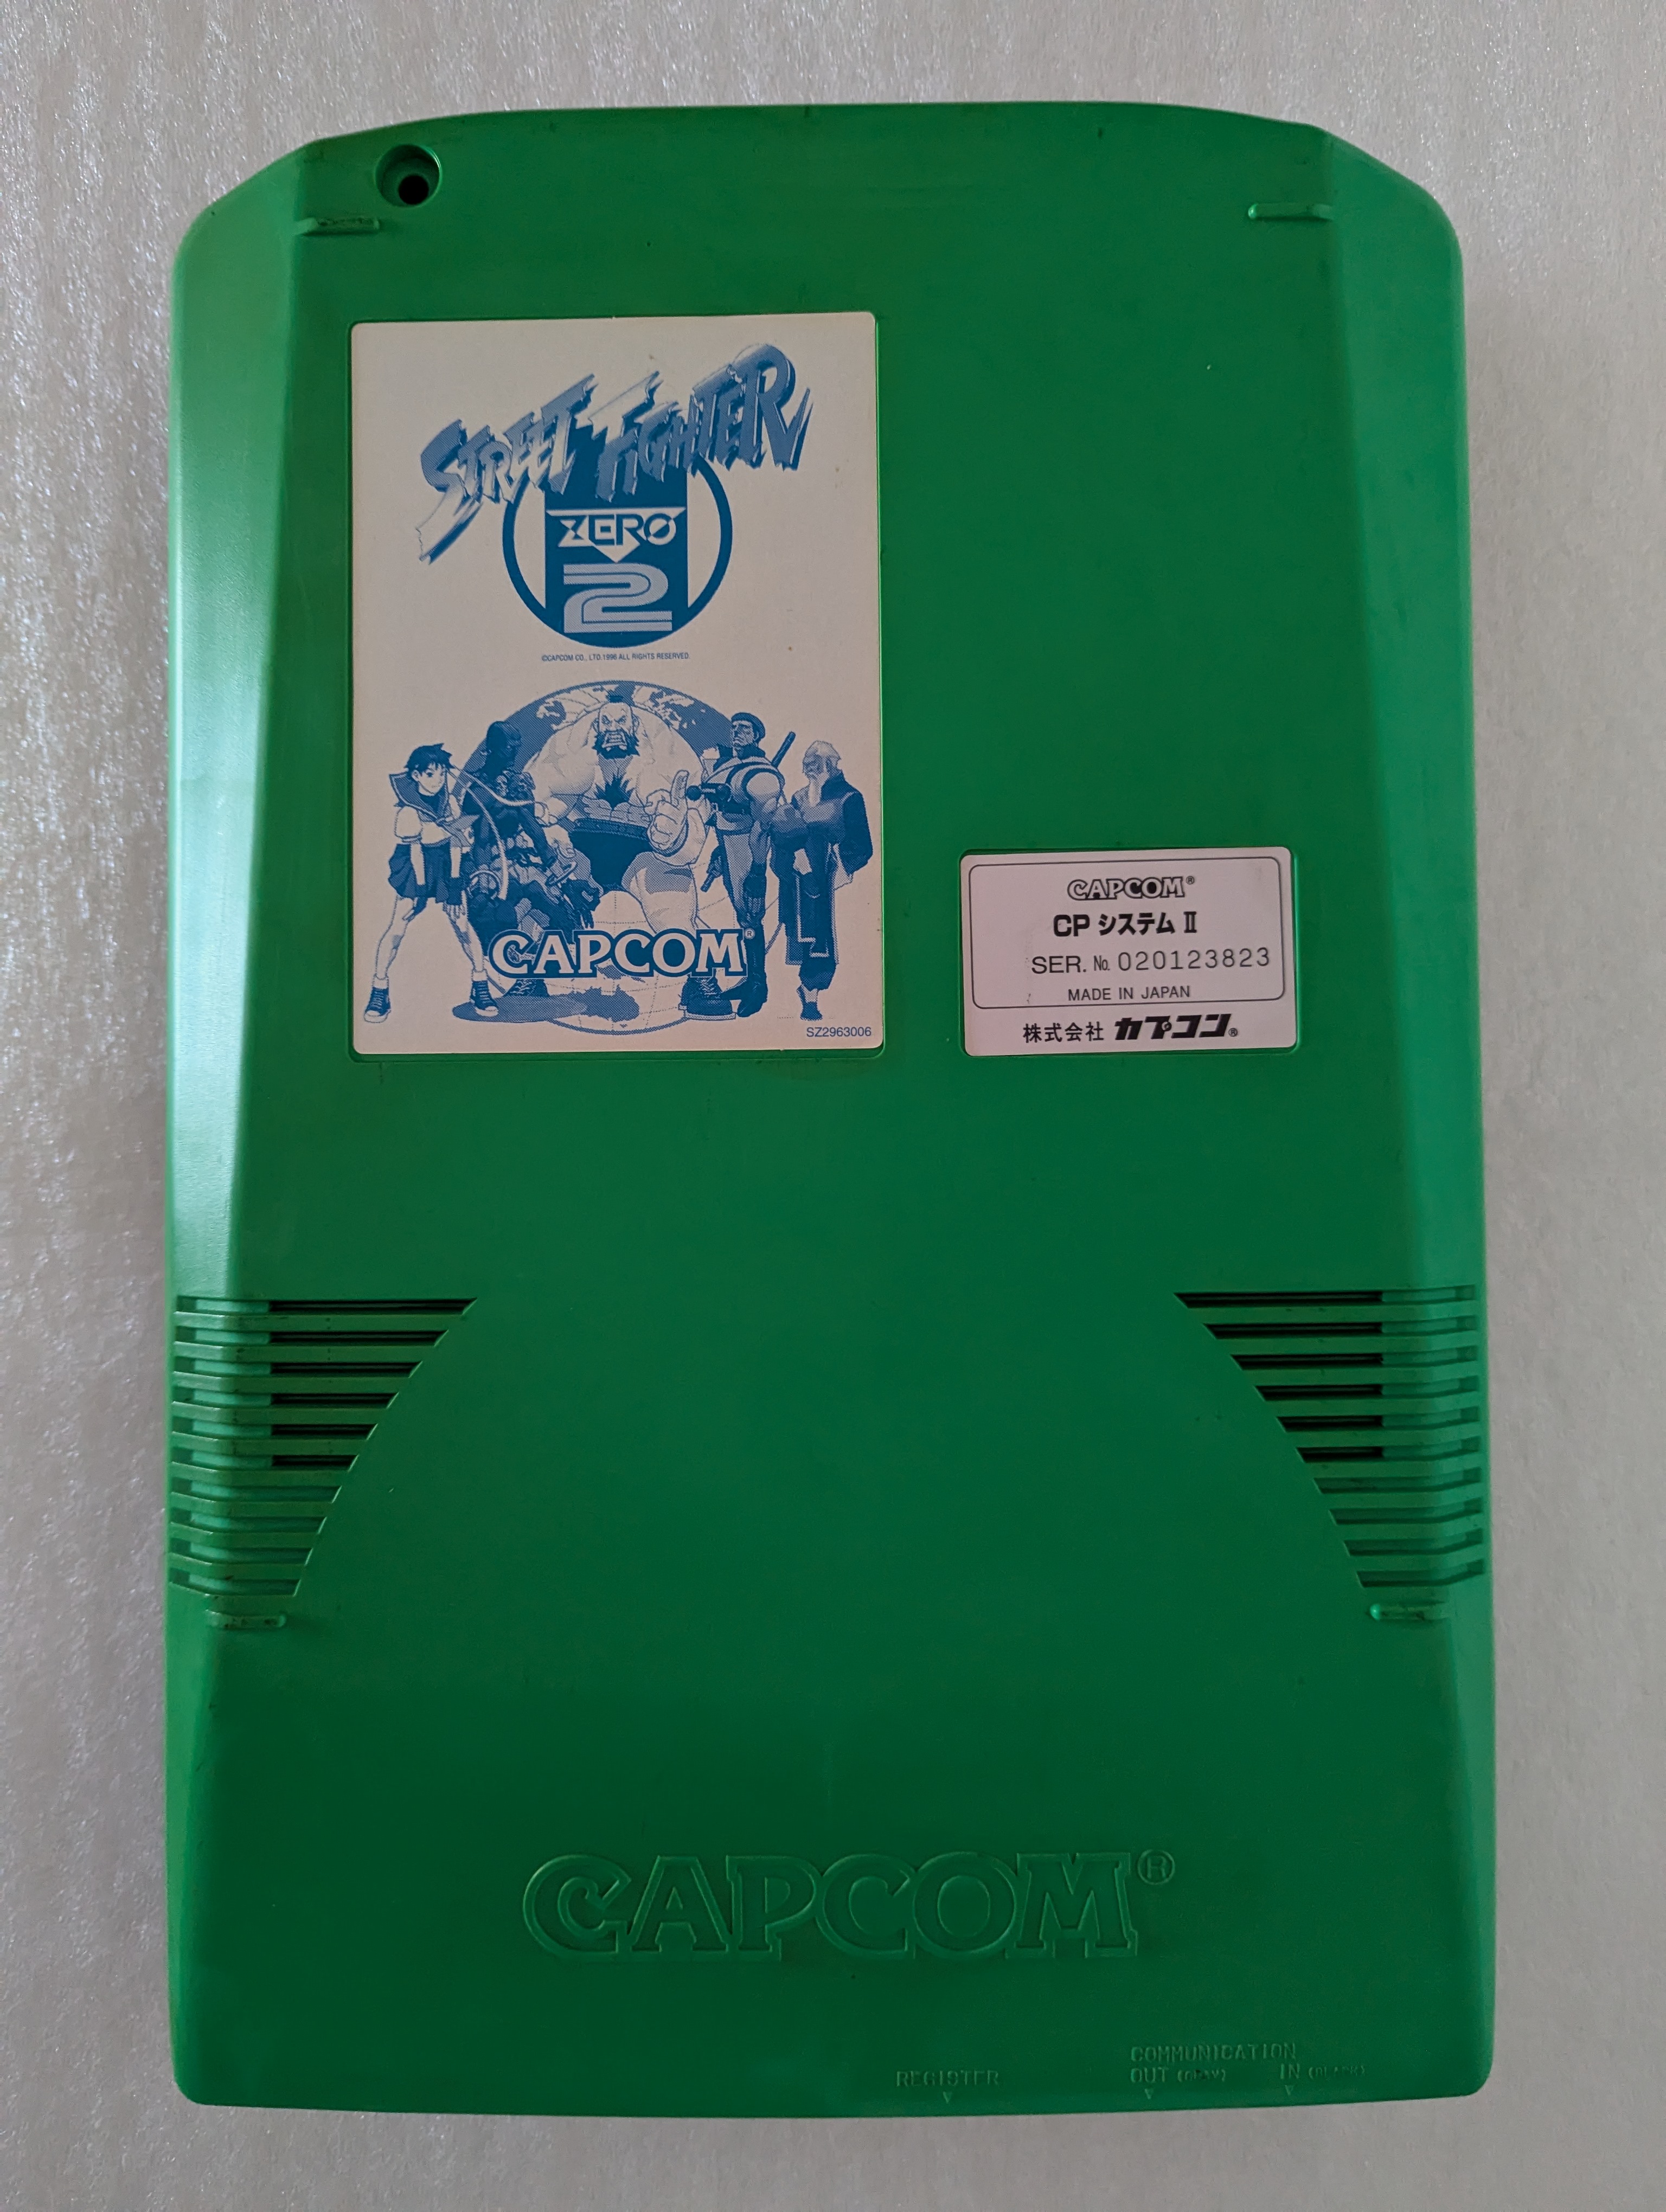 STREET FIGHTER
ZERO
2
©CAPCOM CO., LTD.1996 ALL RIGHTS RESERVED.
CAPCOM®
SZ2963006
CAPCOM®
CP システム II
SER. No. 020123823
MADE IN JAPAN
株式会社 カプコン®
CAPCOM®
REGISTER
COMMUNICATION
OUT (GRAY) IN (BLACK)